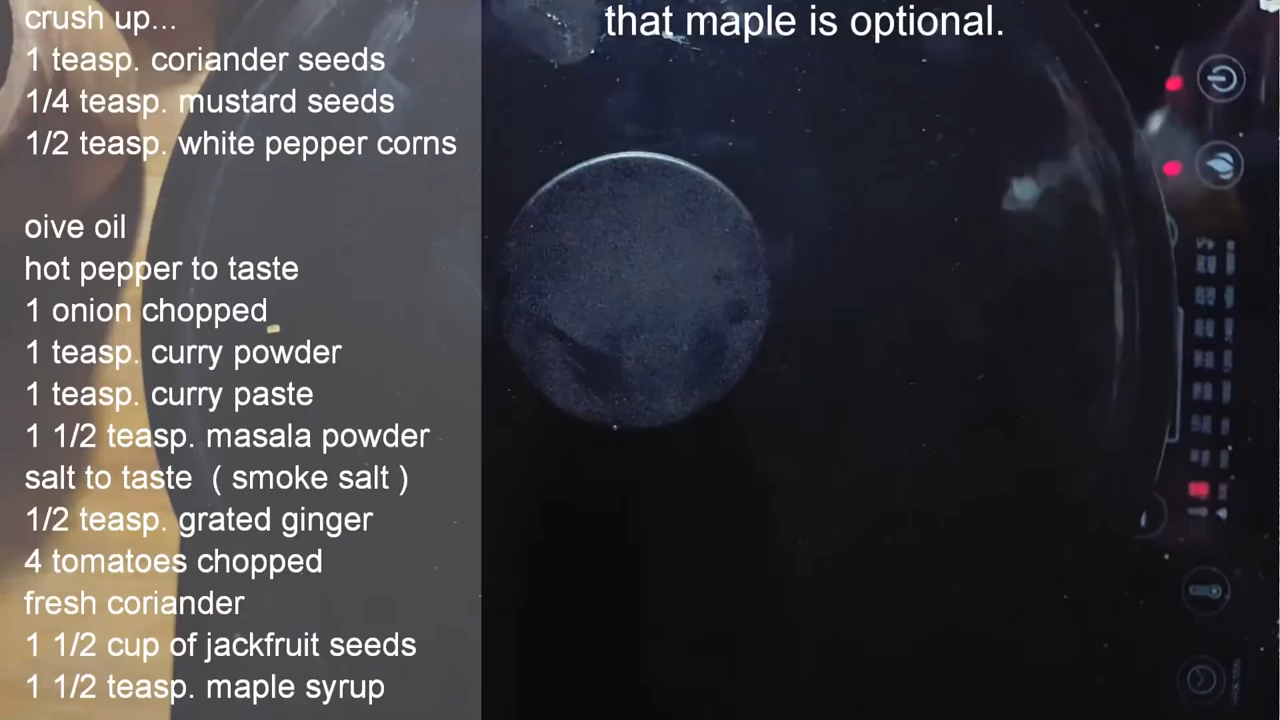 crush up...
1 teasp. coriander seeds
1/4 teasp. mustard seeds
1/2 teasp. white pepper corns
oive oil
hot pepper to taste
1 onion chopped
1 teasp. curry powder
1 teasp. curry paste
1 1/2 teasp. masala powder
salt to taste ( smoke salt )
1/2 teasp. grated ginger
4 tomatoes chopped
fresh coriander
1 1/2 cup of jackfruit seeds
1 1/2 teasp. maple syrup
that maple is optional.